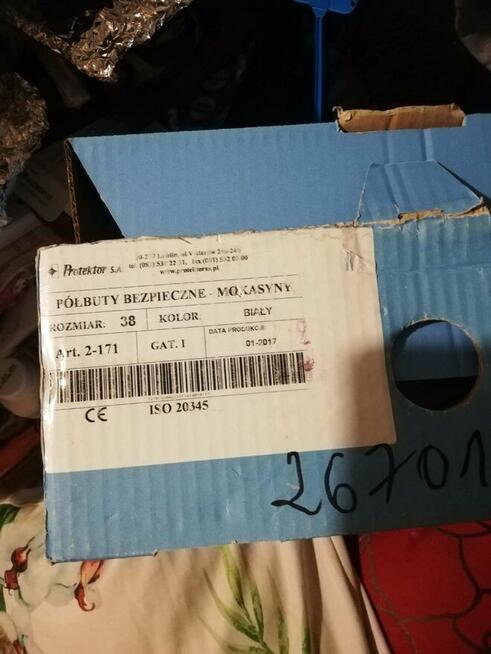 Protektor S.A.
www.protektorsa.pl
PÓŁBUTY BEZPIECZNE - MOKASYNY
ROZMIAR: 38 KOLOR: BIAŁY
Art. 2-171 GAT. I DATA PRODUKCJI 01-2017
CE ISO 20345
26701